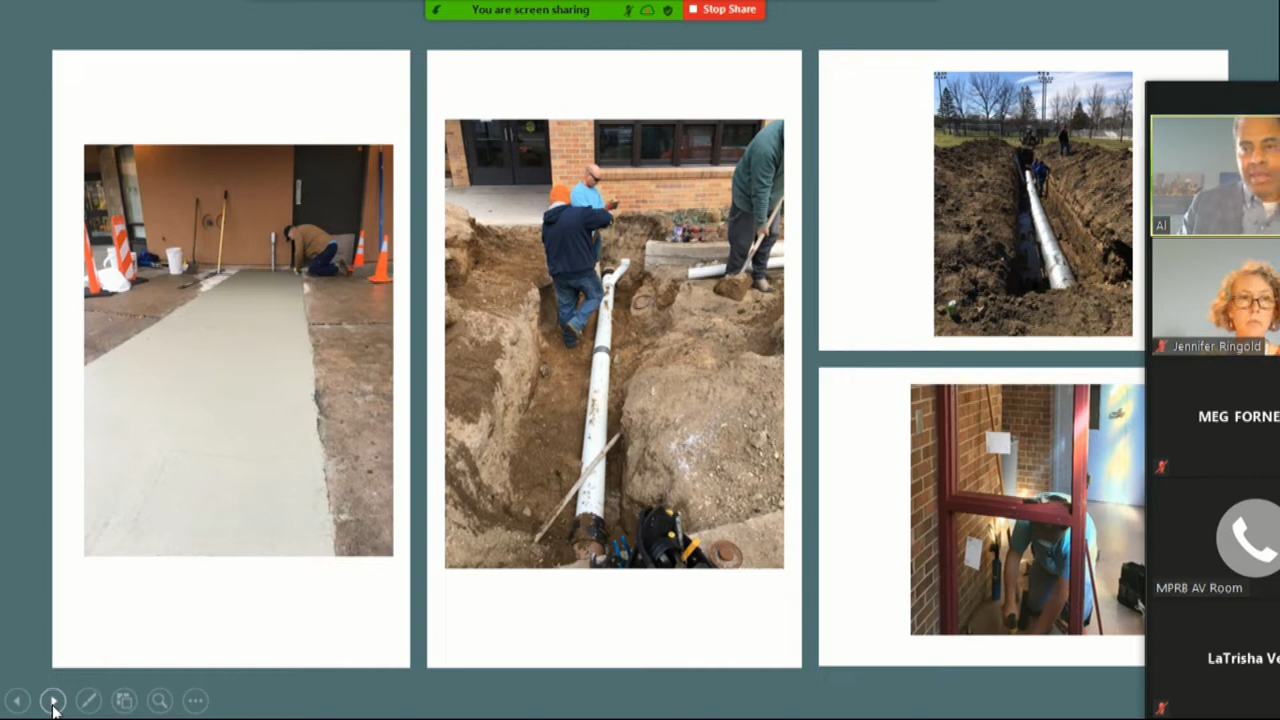 You are screen sharing
Stop Share
Al
Jennifer Ringold
MEG FORNE
MPRB AV Room
LaTrisha Ve